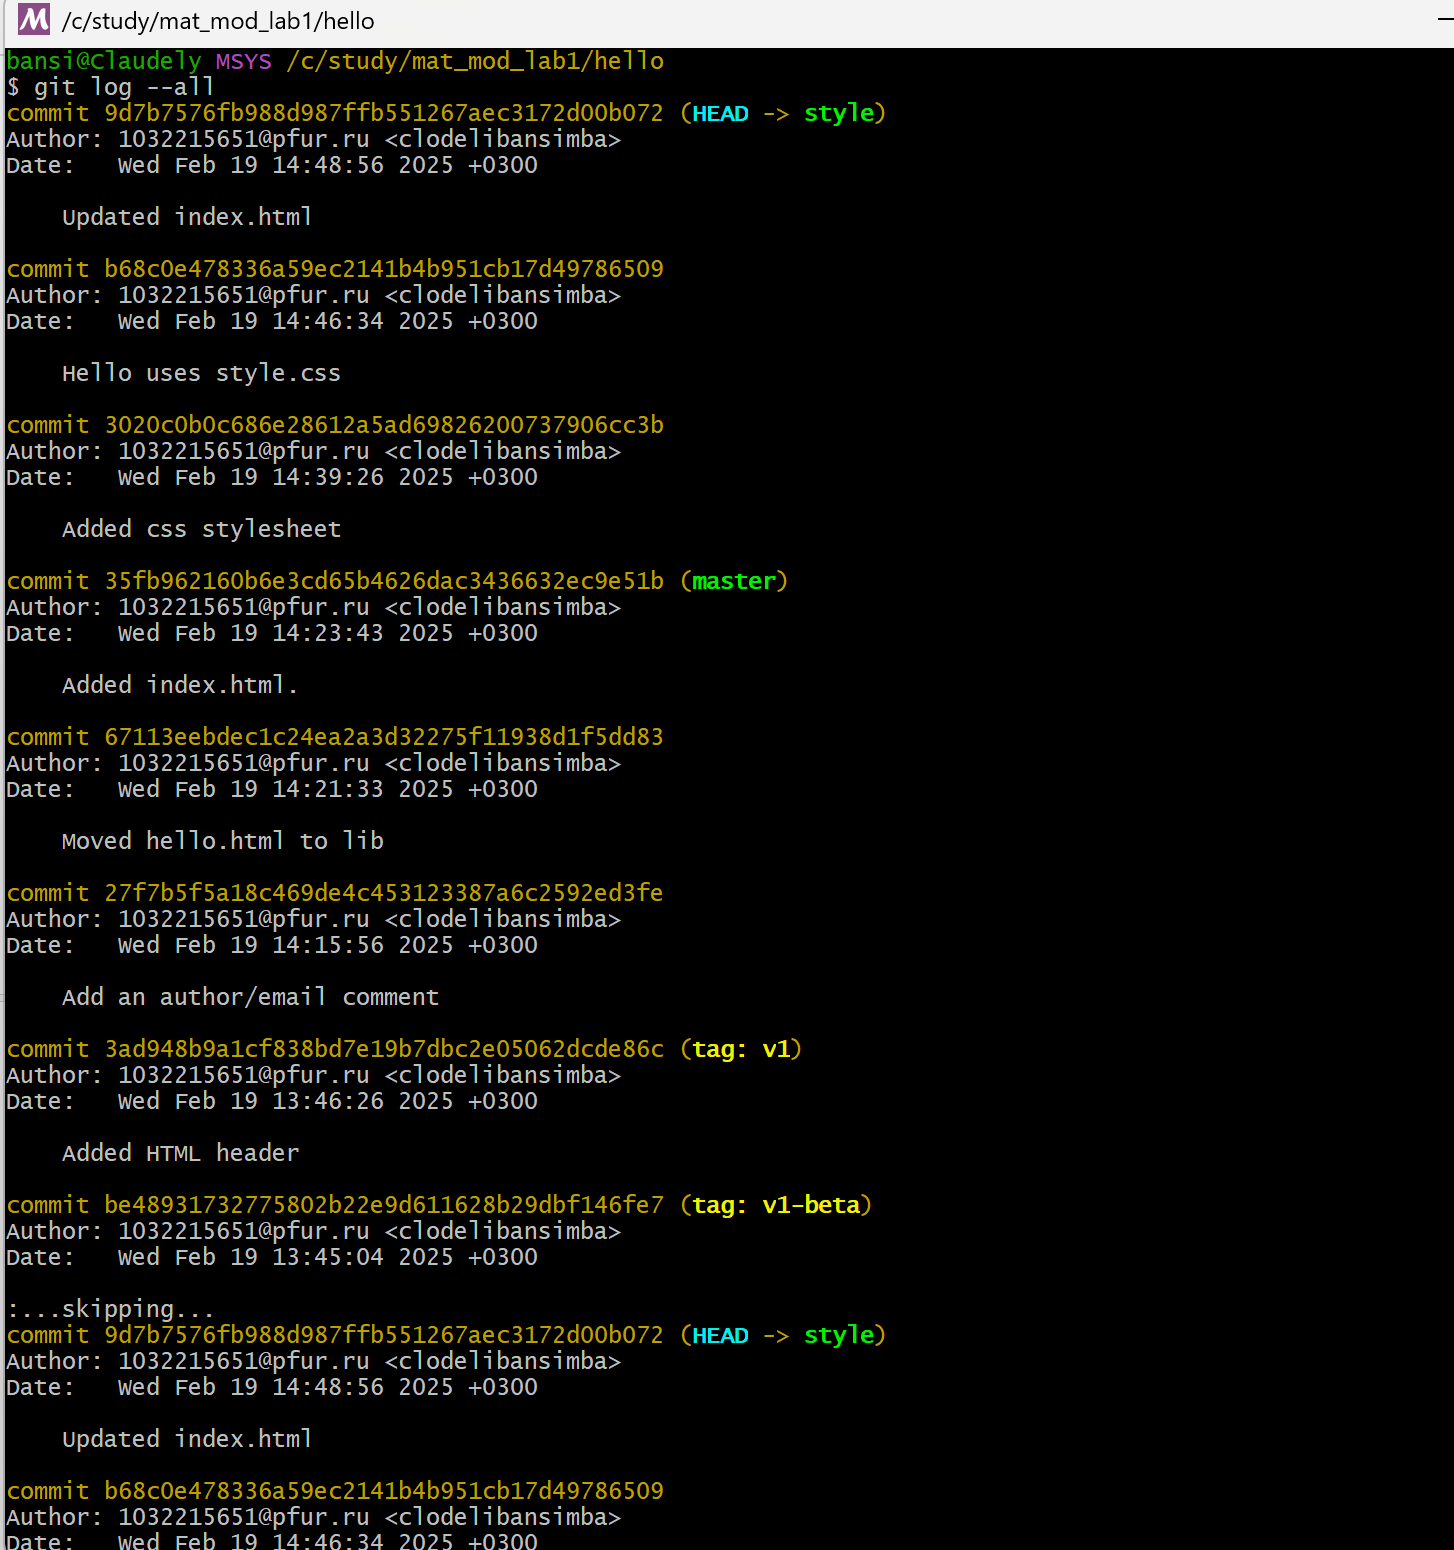 /c/study/mat_mod_lab1/hello
bansi@Claudely MSYS /c/study/mat_mod_lab1/hello
$ git log --all
commit 9d7b7576fb988d987ffb551267aec3172d00b072 (HEAD -> style)
Author: 1032215651@pfur.ru <clodelibansimba>
Date:   Wed Feb 19 14:48:56 2025 +0300
    Updated index.html
commit b68c0e478336a59ec2141b4b951cb17d49786509
Author: 1032215651@pfur.ru <clodelibansimba>
Date:   Wed Feb 19 14:46:34 2025 +0300
    Hello uses style.css
commit 3020c0b0c686e28612a5ad69826200737906cc3b
Author: 1032215651@pfur.ru <clodelibansimba>
Date:   Wed Feb 19 14:39:26 2025 +0300
    Added css stylesheet
commit 35fb962160b6e3cd65b4626dac3436632ec9e51b (master)
Author: 1032215651@pfur.ru <clodelibansimba>
Date:   Wed Feb 19 14:23:43 2025 +0300
    Added index.html.
commit 67113eebdec1c24ea2a3d32275f11938d1f5dd83
Author: 1032215651@pfur.ru <clodelibansimba>
Date:   Wed Feb 19 14:21:33 2025 +0300
    Moved hello.html to lib
commit 27f7b5f5a18c469de4c453123387a6c2592ed3fe
Author: 1032215651@pfur.ru <clodelibansimba>
Date:   Wed Feb 19 14:15:56 2025 +0300
    Add an author/email comment
commit 3ad948b9a1cf838bd7e19b7dbc2e05062dcde86c (tag: v1)
Author: 1032215651@pfur.ru <clodelibansimba>
Date:   Wed Feb 19 13:46:26 2025 +0300
    Added HTML header
commit be48931732775802b22e9d611628b29dbf146fe7 (tag: v1-beta)
Author: 1032215651@pfur.ru <clodelibansimba>
Date:   Wed Feb 19 13:45:04 2025 +0300
:...skipping...
commit 9d7b7576fb988d987ffb551267aec3172d00b072 (HEAD -> style)
Author: 1032215651@pfur.ru <clodelibansimba>
Date:   Wed Feb 19 14:48:56 2025 +0300
    Updated index.html
commit b68c0e478336a59ec2141b4b951cb17d49786509
Author: 1032215651@pfur.ru <clodelibansimba>
Date:   Wed Feb 19 14:46:34 2025 +0300